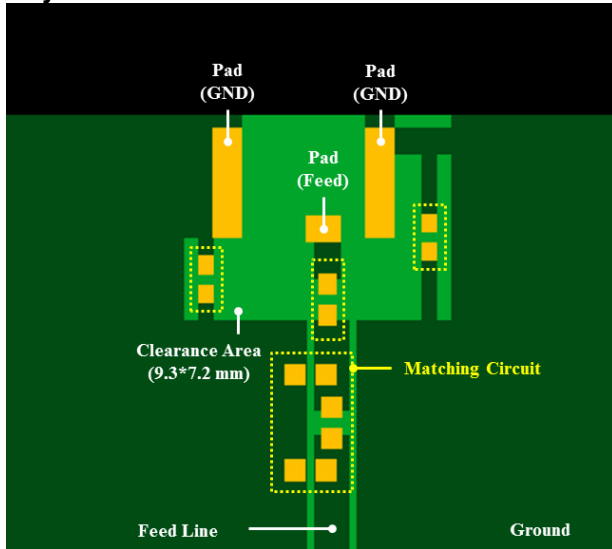 Pad
(GND)
Pad
(GND)
Pad
(Feed)
Clearance Area
(9.3*7.2 mm)
Matching Circuit
Feed Line
Ground